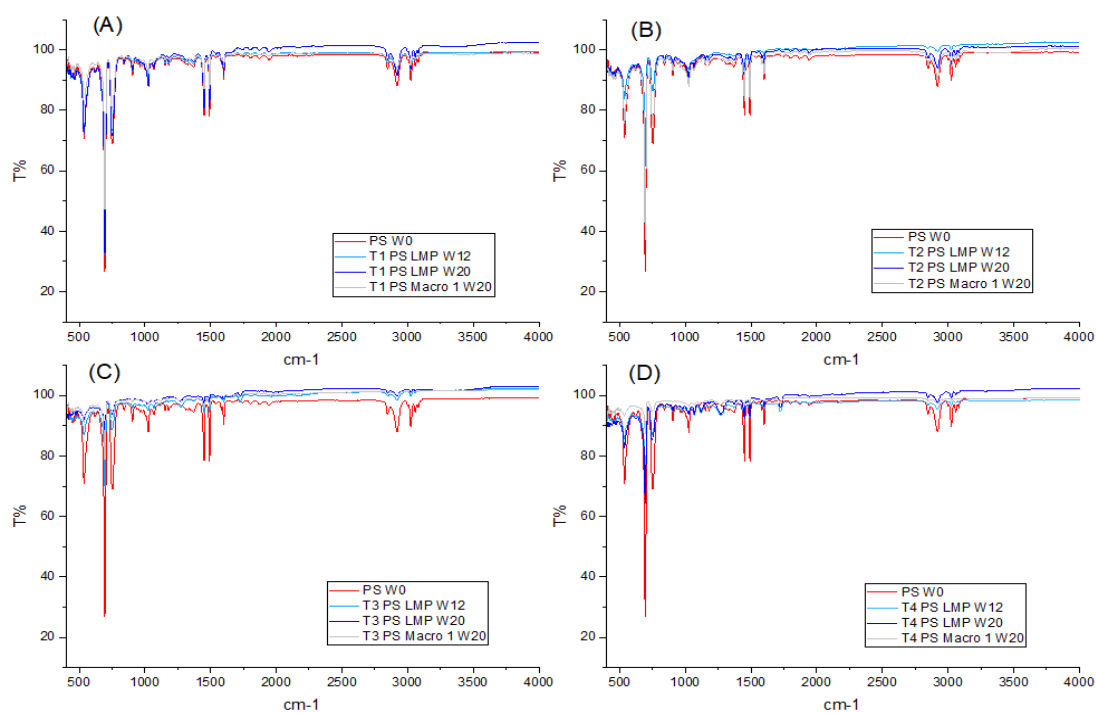 (A)
100
80
60
40
20
T%
PS W0
T1 PS LMP W12
T1 PS LMP W20
T1 PS Macro 1 W20
500 1000 1500 2000 2500 3000 3500 4000
cm-1
(B)
100
80
60
40
20
T%
PS W0
T2 PS LMP W12
T2 PS LMP W20
T2 PS Macro 1 W20
500 1000 1500 2000 2500 3000 3500 4000
cm-1
(C)
100
80
60
40
20
T%
PS W0
T3 PS LMP W12
T3 PS LMP W20
T3 PS Macro 1 W20
500 1000 1500 2000 2500 3000 3500 4000
cm-1
(D)
100
80
60
40
20
T%
PS W0
T4 PS LMP W12
T4 PS LMP W20
T4 PS Macro 1 W20
500 1000 1500 2000 2500 3000 3500 4000
cm-1